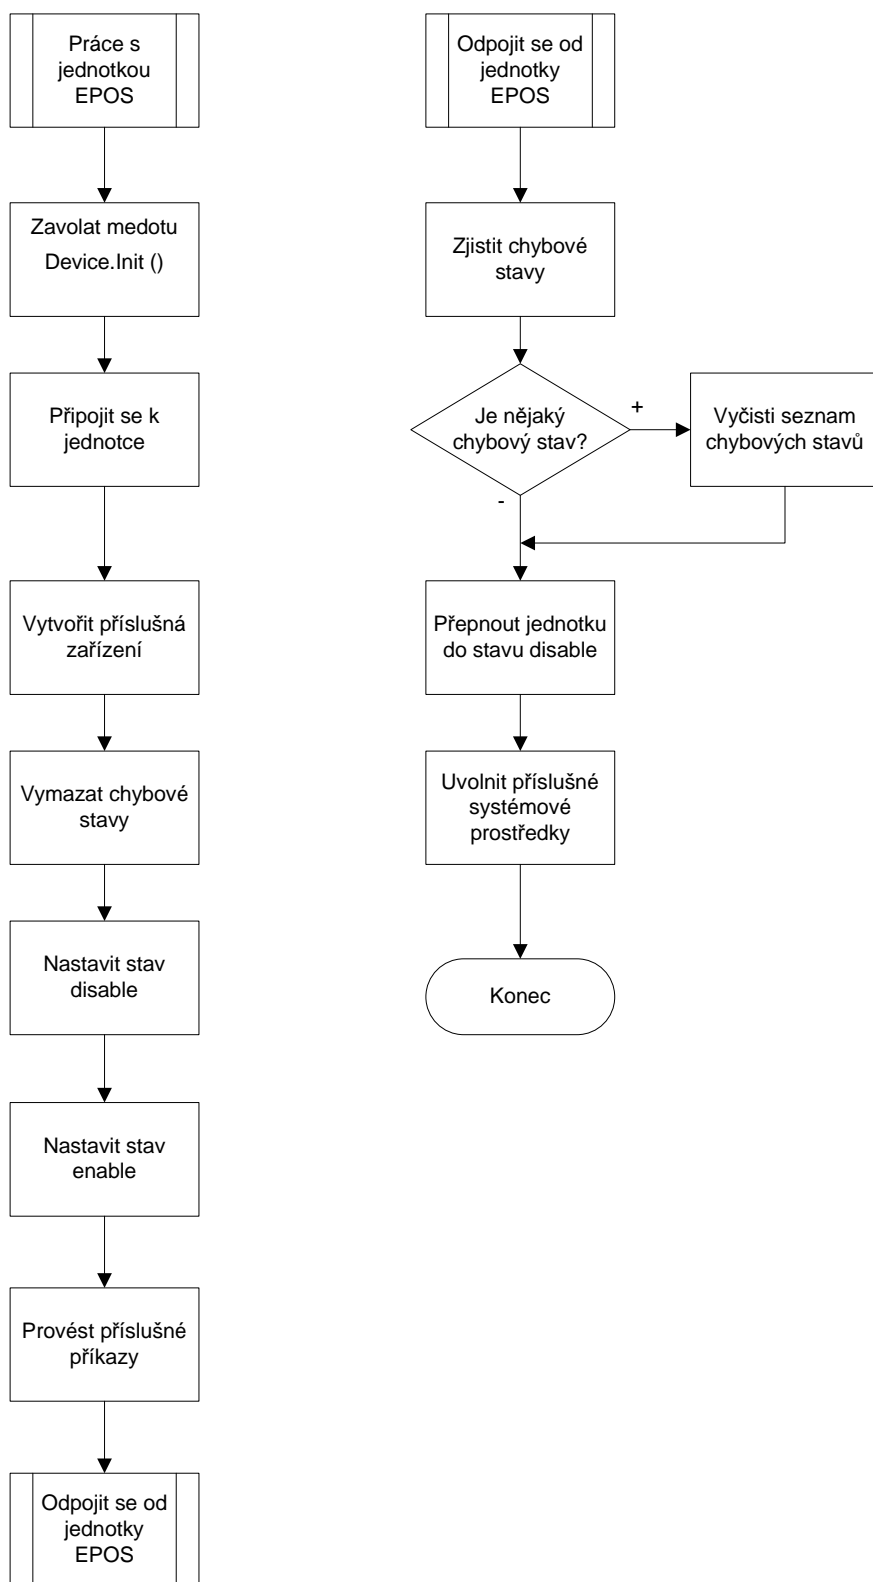 Práce s
jednotkou
EPOS
Zavolat medotu
Device.Init ()
Připojit se k
jednotce
Vytvořit příslušná
zařízení
Vymazat chybové
stavy
Nastavit stav
disable
Nastavit stav
enable
Provést příslušné
příkazy
Odpojit se od
jednotky
EPOS
Odpojit se od
jednotky
EPOS
Zjistit chybové
stavy
Je nějaký
chybový stav?
+
Vyčisti seznam
chybových stavů
-
Přepnout jednotku
do stavu disable
Uvolnit příslušné
systémové
prostředky
Konec